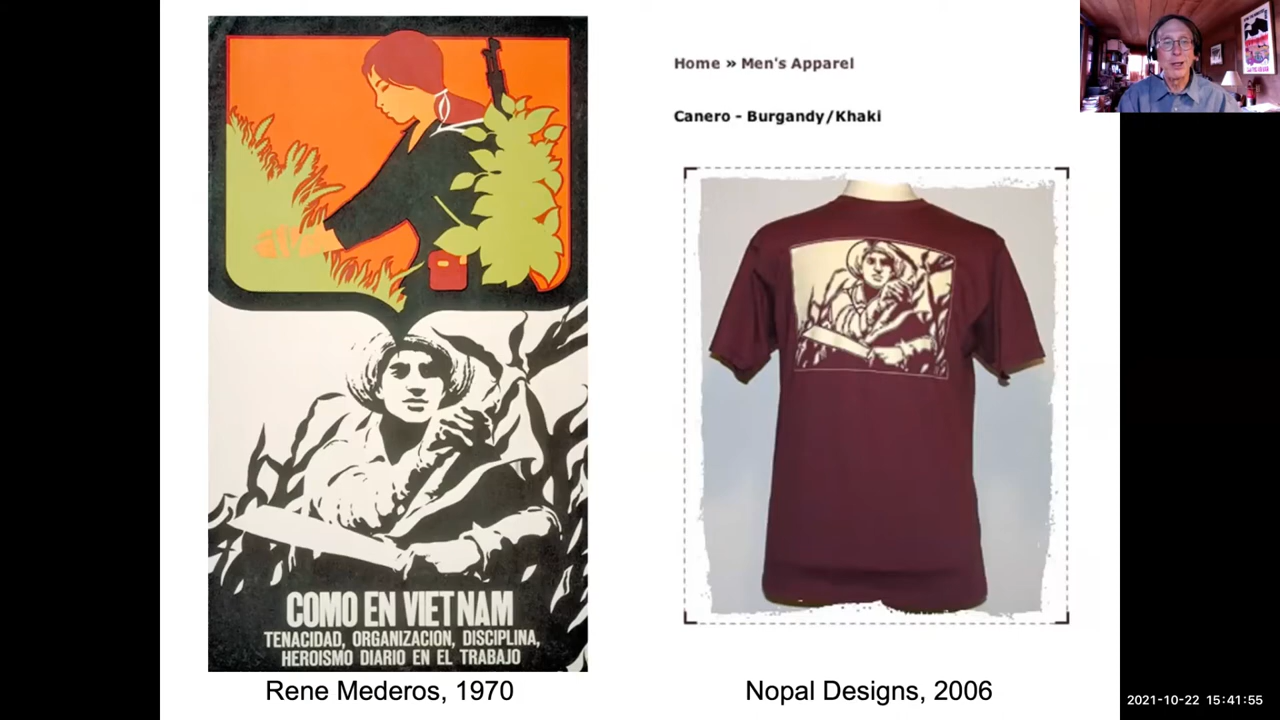 Home » Men's Apparel
Canero - Burgandy/Khaki
COMO EN VIETNAM
TENACIDAD, ORGANIZACION, DISCIPLINA,
HEROISMO DIARIO EN EL TRABAJO
Rene Mederos, 1970
Nopal Designs, 2006
2021-10-22 15:41:55